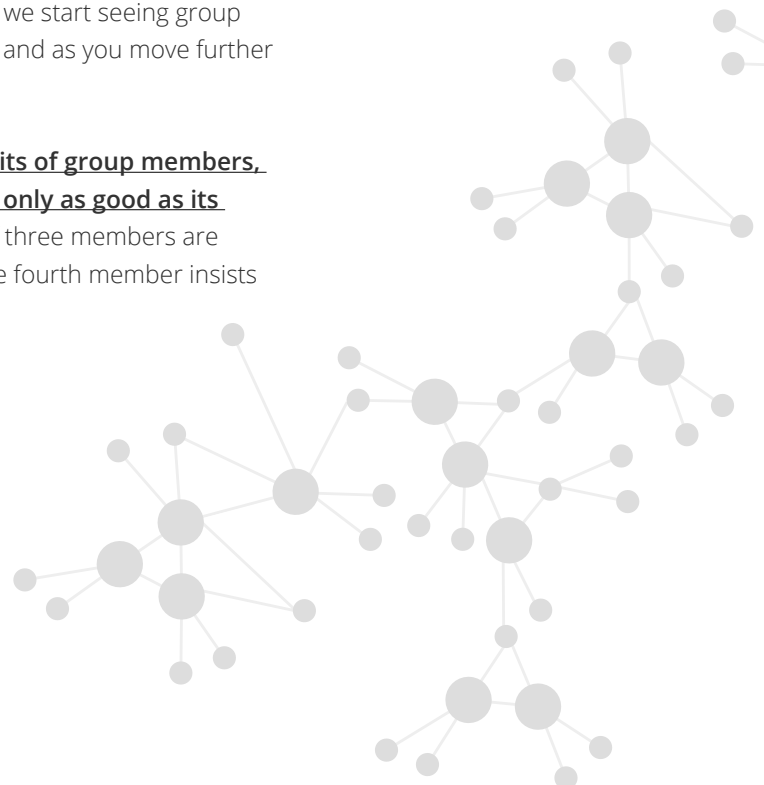 we start seeing group
and as you move further
its of group members,
only as good as its
three members are
fourth member insists